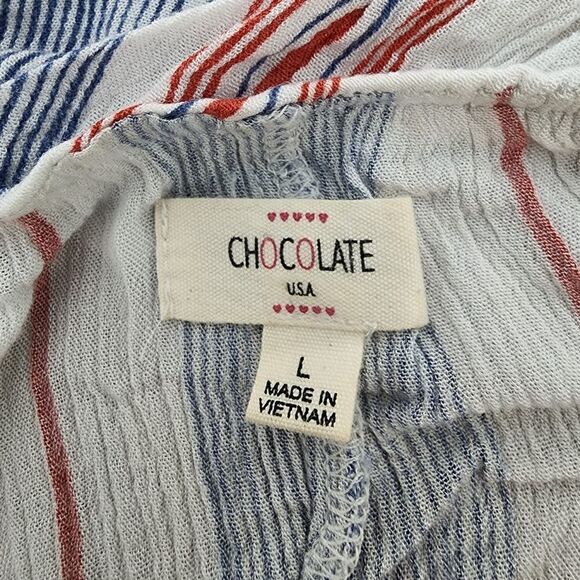 CHOCOLATE
U.S.A.
L
MADE IN
VIETNAM